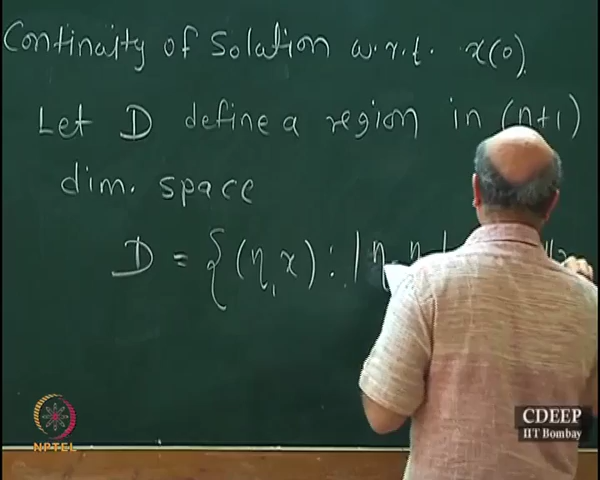 Continuity of Solution w.r.t. x(0)
Let D define a region in (n+1)
dim. space
D = {(η, x) : |η
NPTEL
CDEEP
IIT Bombay